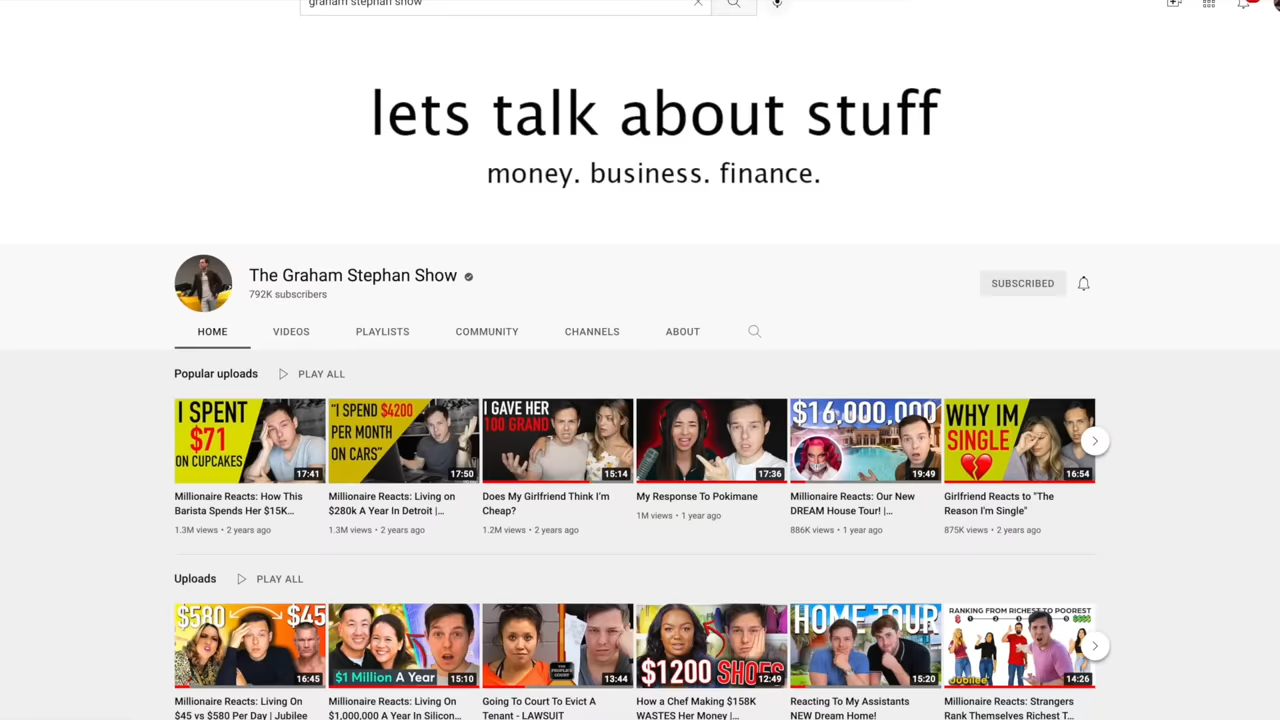 graham stephan show
lets talk about stuff
money. business. finance.
The Graham Stephan Show
792K subscribers
SUBSCRIBED
HOME VIDEOS PLAYLISTS COMMUNITY CHANNELS ABOUT
Popular uploads PLAY ALL
I SPENT
$71
ON CUPCAKES
17:41
"I SPEND $4200
PER MONTH
ON CARS"
17:50
I GAVE HER
100 GRAND
15:14
17:36
$16,000,000
19:49
WHY IM
SINGLE
16:54
Millionaire Reacts: How This
Barista Spends Her $15K...
1.3M views • 2 years ago
Millionaire Reacts: Living on
$280k A Year In Detroit |...
1.3M views • 2 years ago
Does My Girlfriend Think I'm
Cheap?
1.2M views • 2 years ago
My Response To Pokimane
1M views • 1 year ago
Millionaire Reacts: Our New
DREAM House Tour! |...
886K views • 1 year ago
Girlfriend Reacts to "The
Reason I'm Single"
875K views • 2 years ago
Uploads PLAY ALL
$580 $45
16:45
$1 Million A Year
15:10
THE
PEOPLE'S
COURT
13:44
$1200 SHOES
12:49
HOME TOUR
15:20
RANKING FROM RICHEST TO POOREST
$ 1 2 3 4 $$$$
Jubilee
14:26
Millionaire Reacts: Living On
$45 vs $580 Per Day | Jubilee
Millionaire Reacts: Living On
$1,000,000 A Year In Silicon...
Going To Court To Evict A
Tenant - LAWSUIT
How a Chef Making $158K
WASTES Her Money |...
Reacting To My Assistants
NEW Dream Home!
Millionaire Reacts: Strangers
Rank Themselves Richest T...